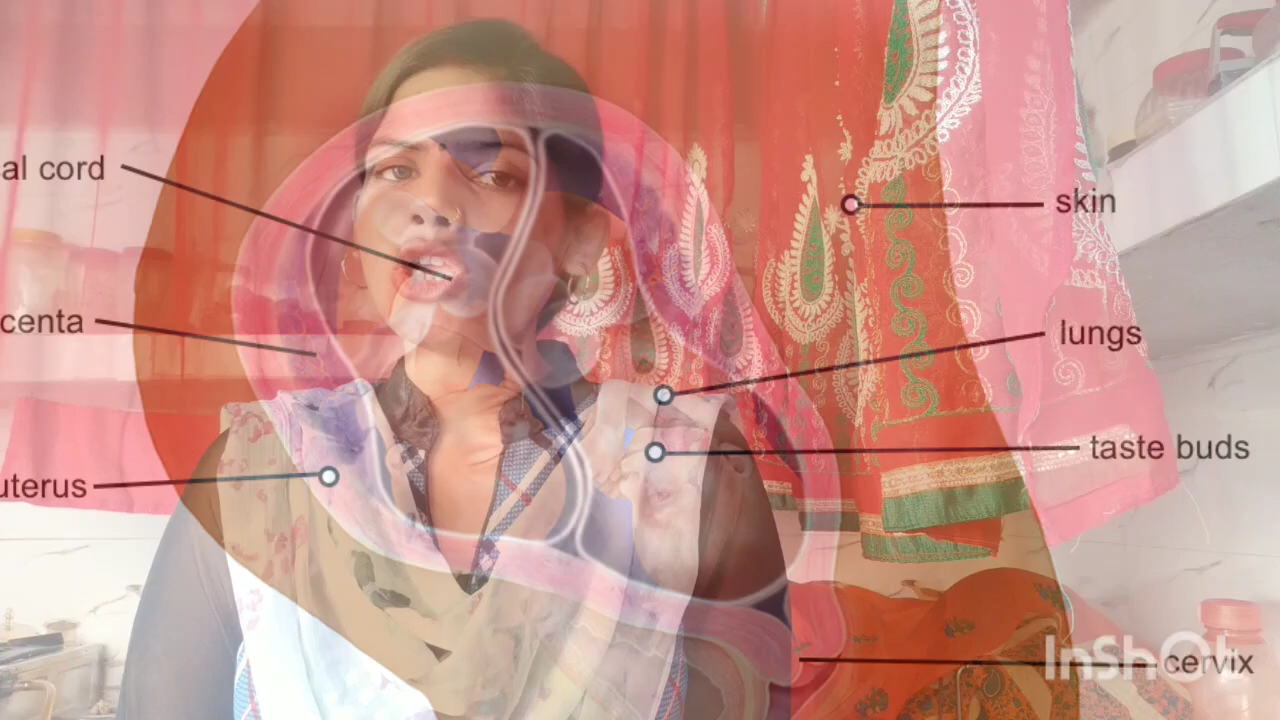 al cord
skin
centa
lungs
taste buds
uterus
cervix
InShOt